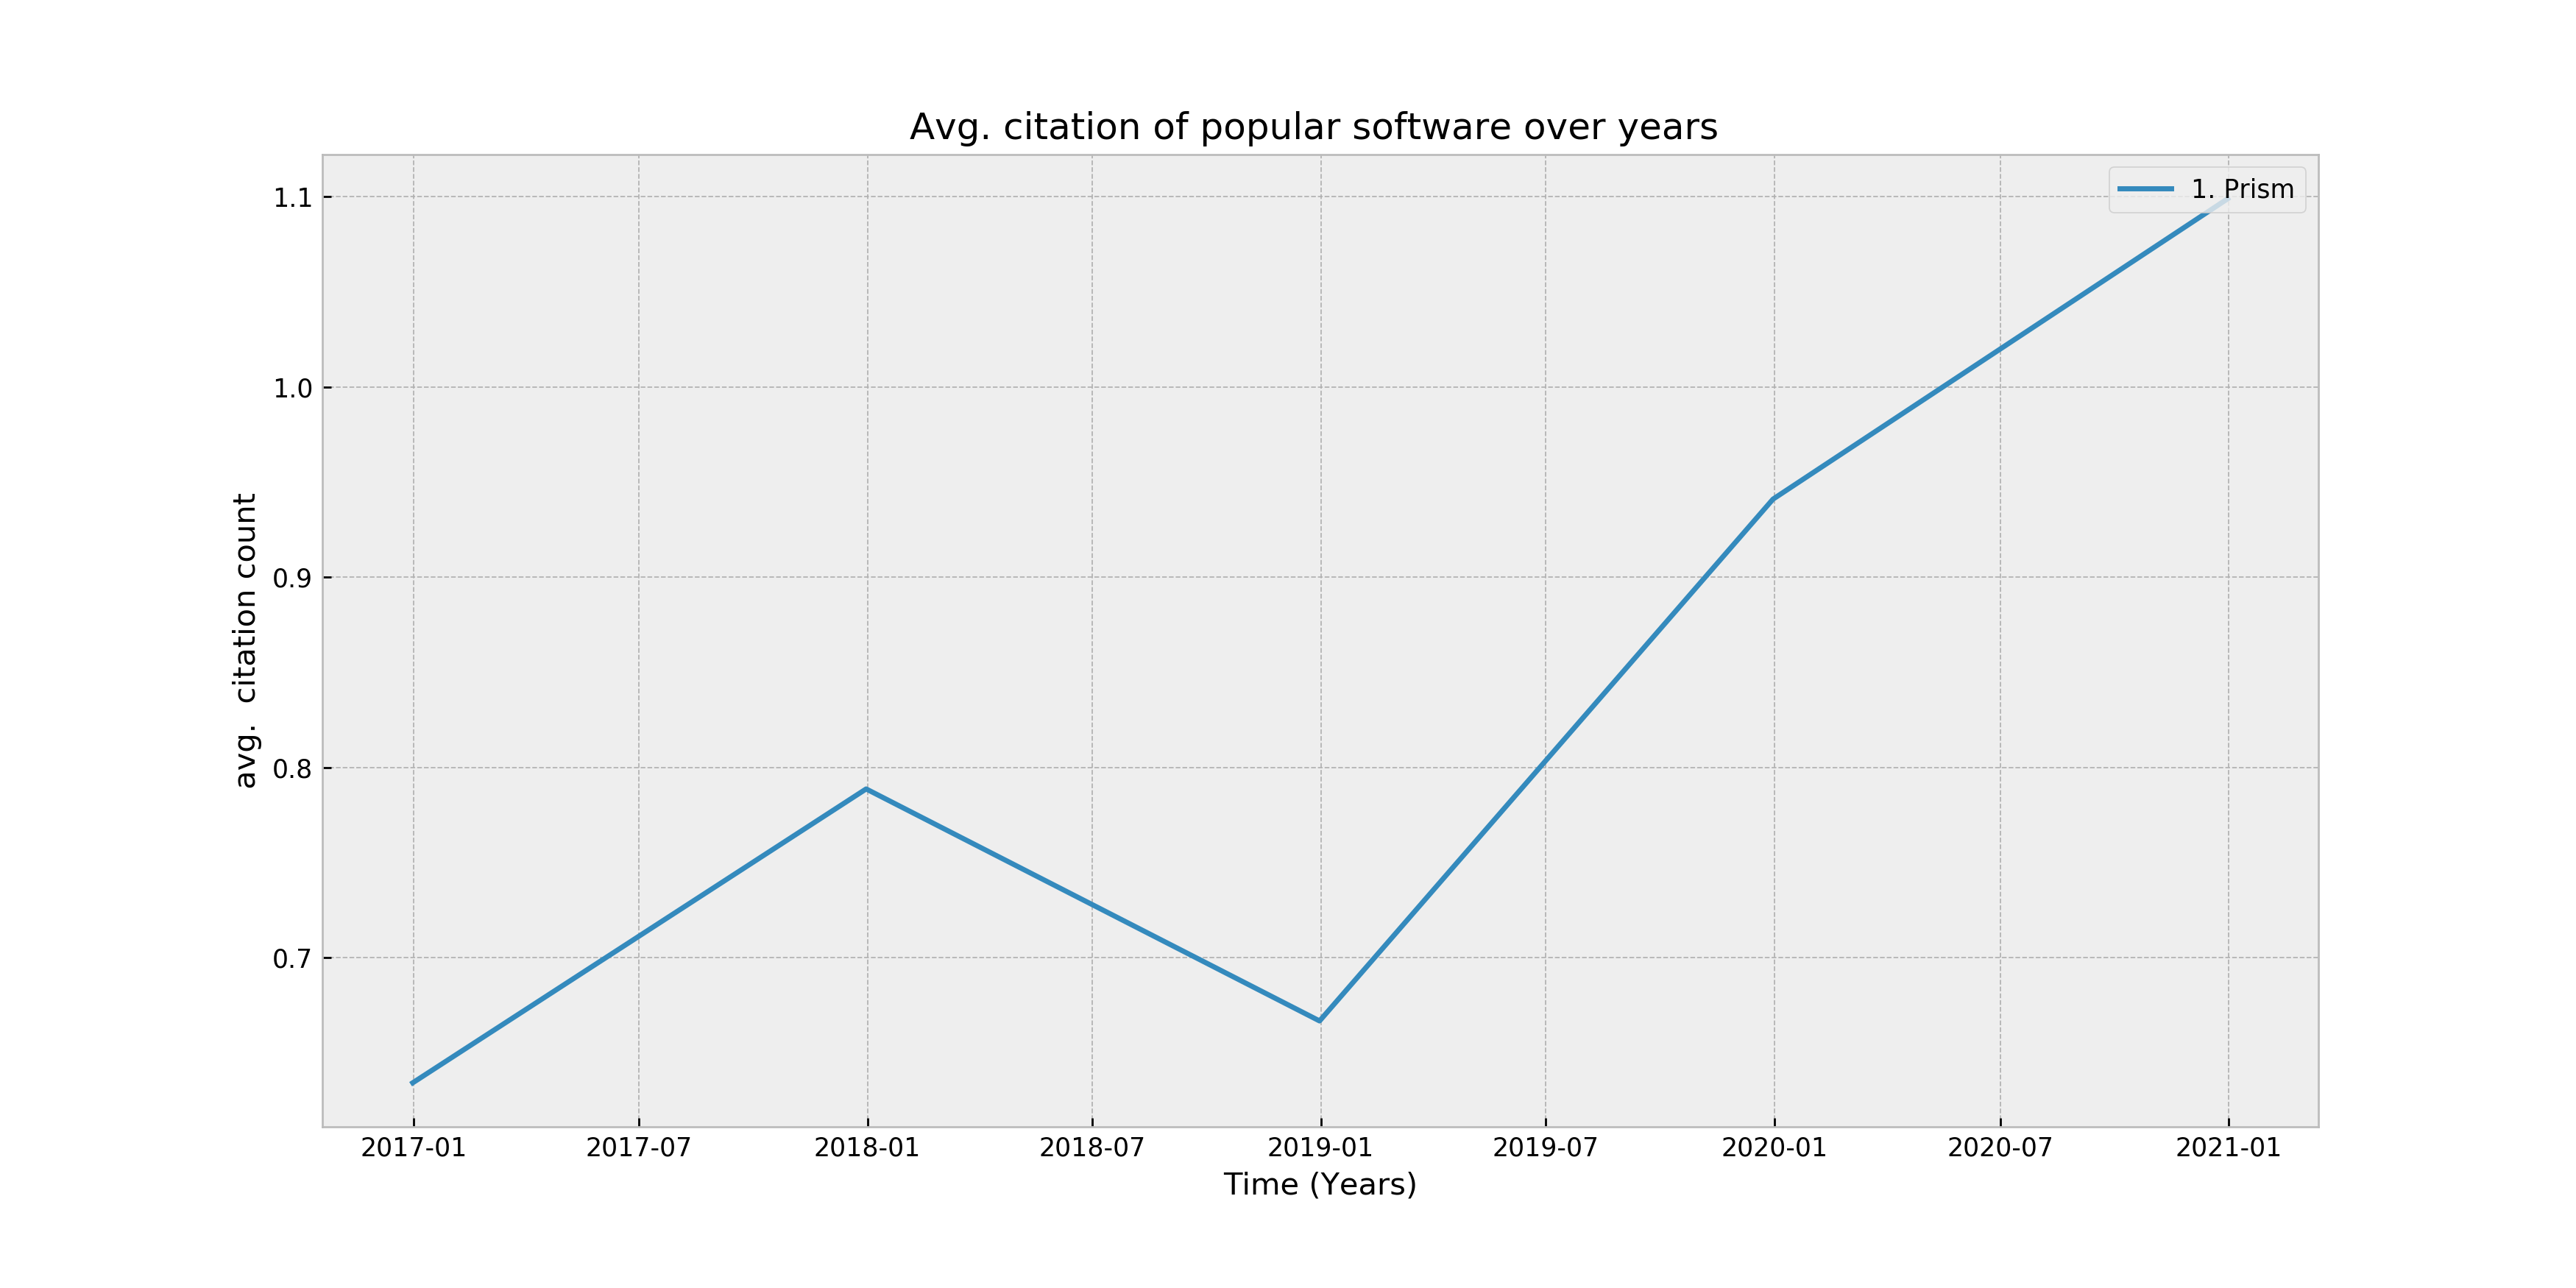 Avg. citation of popular software over years
1. Prism
1.1
1.0
0.9
0.8
0.7
avg.  citation count
2017-01 2017-07 2018-01 2018-07 2019-01 2019-07 2020-01 2020-07 2021-01
Time (Years)